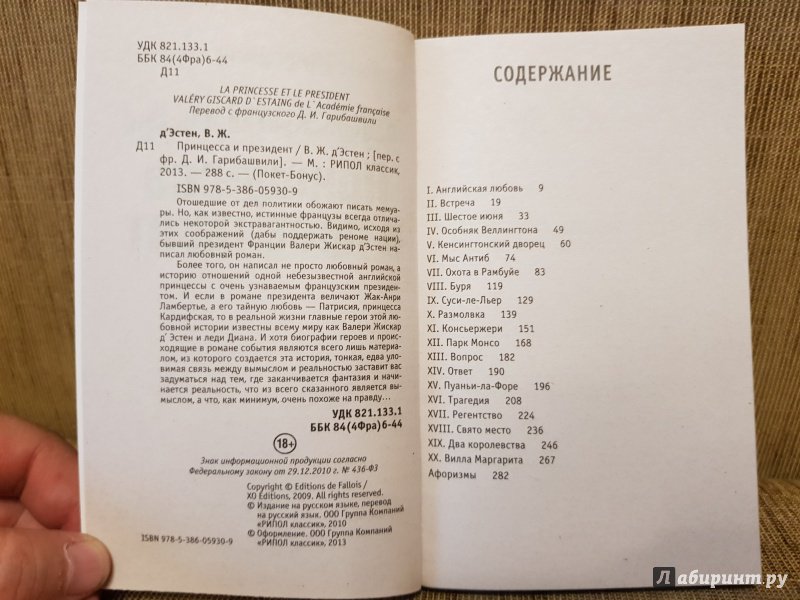 УДК 821.133.1
ББК 84(4Фра)6-44
Д11
LA PRINCESSE ET LE PRESIDENT
VALÉRY GISCARD D`ESTAING de L`Académie française
Перевод с французского Д. И. Гарибашвили
д'Эстен, В. Ж.
Д11 Принцесса и президент / В. Ж. д'Эстен ; [пер. с
фр. Д. И. Гарибашвили]. — М. : РИПОЛ классик,
2013. — 288 с. — (Покет-Бонус).
ISBN 978-5-386-05930-9
Отошедшие от дел политики обожают писать мемуа-
ры. Но, как известно, истинные французы всегда отлича-
лись некоторой экстравагантностью. Видимо, исходя из
этих соображений (дабы поддержать реноме нации),
бывший президент Франции Валери Жискар д'Эстен на-
писал любовный роман.
Более того, он написал не просто любовный роман, а
историю отношений одной небезызвестной английской
принцессы с очень узнаваемым французским президен-
том. И если в романе президента величают Жак-Анри
Ламбертье, а его тайную любовь — Патрисия, принцесса
Кардифская, то в реальной жизни главные герои этой лю-
бовной истории известны всему миру как Валери Жискар
д' Эстен и леди Диана. И хотя биографии героев и проис-
ходящие в романе события являются всего лишь материа-
лом, из которого создается эта история, тонкая, едва уло-
вимая связь между вымыслом и реальностью заставит вас
задуматься над тем, где заканчивается фантазия и начи-
нается реальность, что из всего сказанного является вы-
мыслом, а что, как минимум, очень похоже на правду...
УДК 821.133.1
ББК 84(4Фра)6-44
18+
Знак информационной продукции согласно
Федеральному закону от 29.12.2010 г. № 436-ФЗ
Copyright © Editions de Fallois /
XO Editions, 2009. All rights reserved.
© Издание на русском языке, перевод
на русский язык. ООО Группа Компаний
«РИПОЛ классик», 2010
© Оформление. ООО Группа Компаний
ISBN 978-5-386-05930-9 «РИПОЛ классик», 2013
СОДЕРЖАНИЕ
I. Английская любовь 9
II. Встреча 19
III. Шестое июня 33
IV. Особняк Веллингтона 49
V. Кенсингтонский дворец 60
VI. Мыс Антиб 74
VII. Охота в Рамбуйе 83
VIII. Буря 119
IX. Суси-ле-Льер 129
X. Размолвка 139
XI. Консьержери 151
XII. Парк Монсо 168
XIII. Вопрос 182
XIV. Ответ 190
XV. Пуаньи-ла-Форе 196
XVI. Трагедия 208
XVII. Регентство 224
XVIII. Свято место 236
XIX. Два королевства 246
XX. Вилла Маргарита 267
Афоризмы 282
Лабиринт.ру